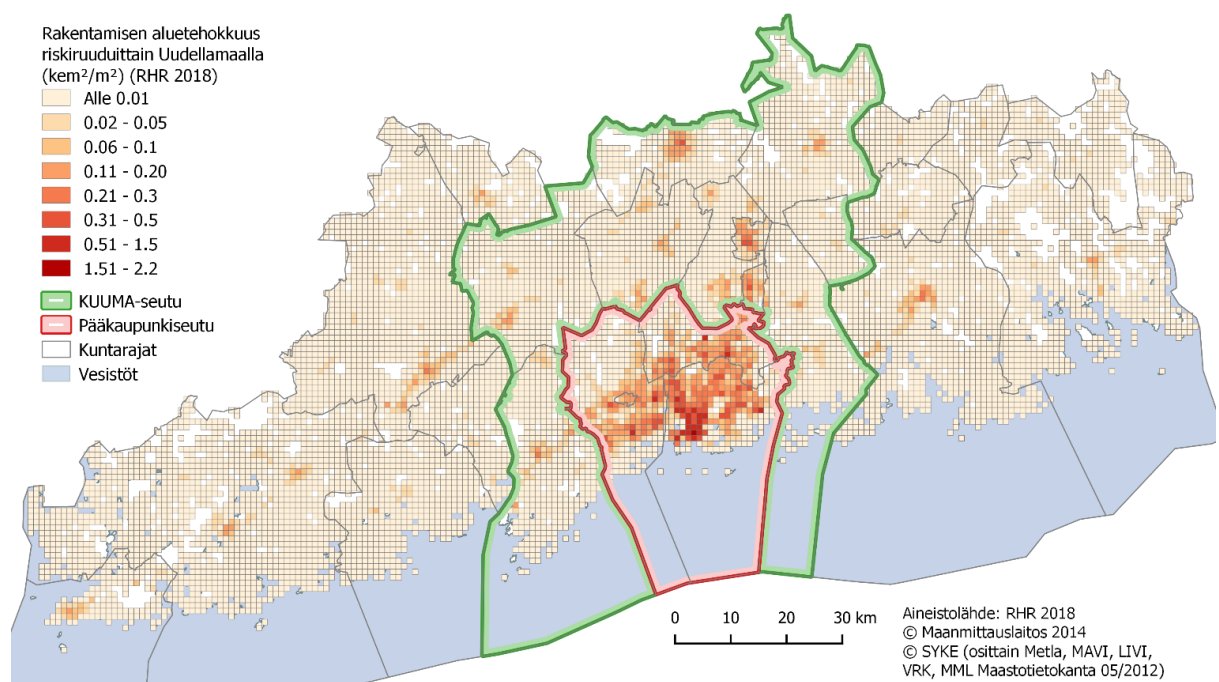 Rakentamisen aluetehokkuus
riskiruuduittain Uudellamaalla
(kem²/m²) (RHR 2018)
Alle 0.01
0.02 - 0.05
0.06 - 0.1
0.11 - 0.20
0.21 - 0.3
0.31 - 0.5
0.51 - 1.5
1.51 - 2.2
KUUMA-seutu
Pääkaupunkiseutu
Kuntarajat
Vesistöt
0 10 20 30 km
Aineistolähde: RHR 2018
© Maanmittauslaitos 2014
© SYKE (osittain Metla, MAVI, LIVI,
VRK, MML Maastotietokanta 05/2012)